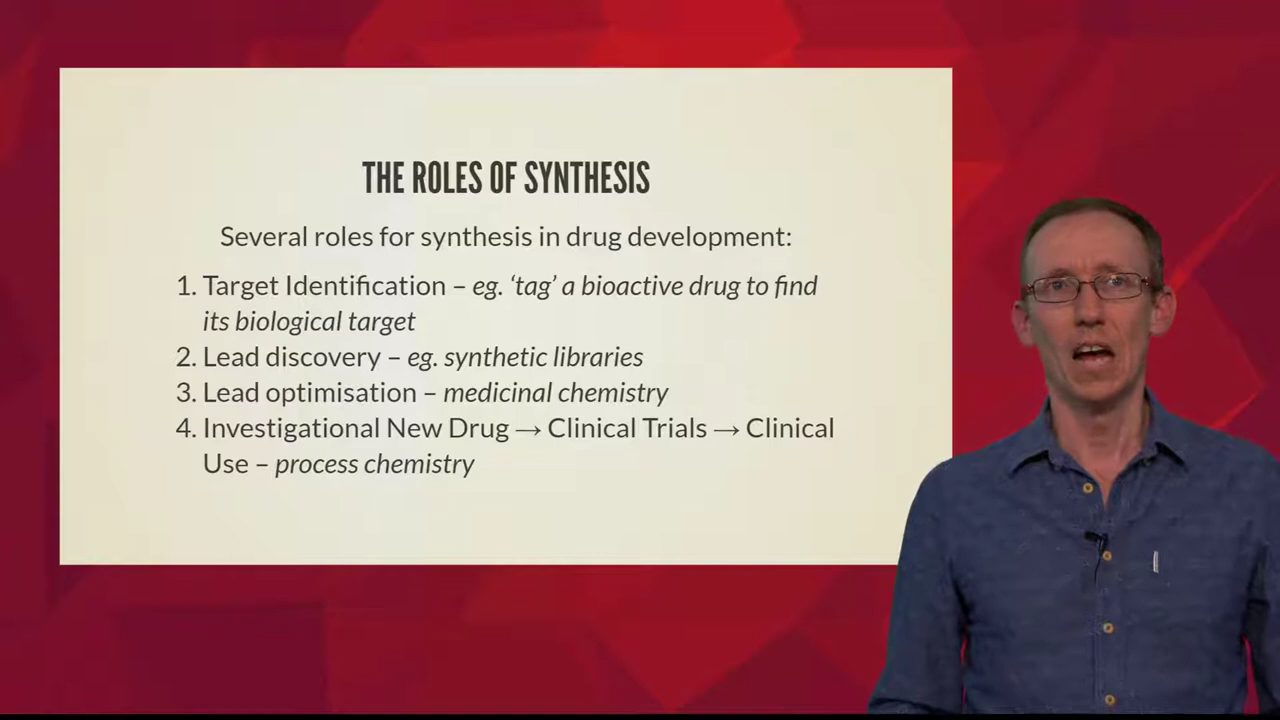 THE ROLES OF SYNTHESIS
Several roles for synthesis in drug development:
1. Target Identification – eg. ‘tag’ a bioactive drug to find
its biological target
2. Lead discovery – eg. synthetic libraries
3. Lead optimisation – medicinal chemistry
4. Investigational New Drug → Clinical Trials → Clinical
Use – process chemistry